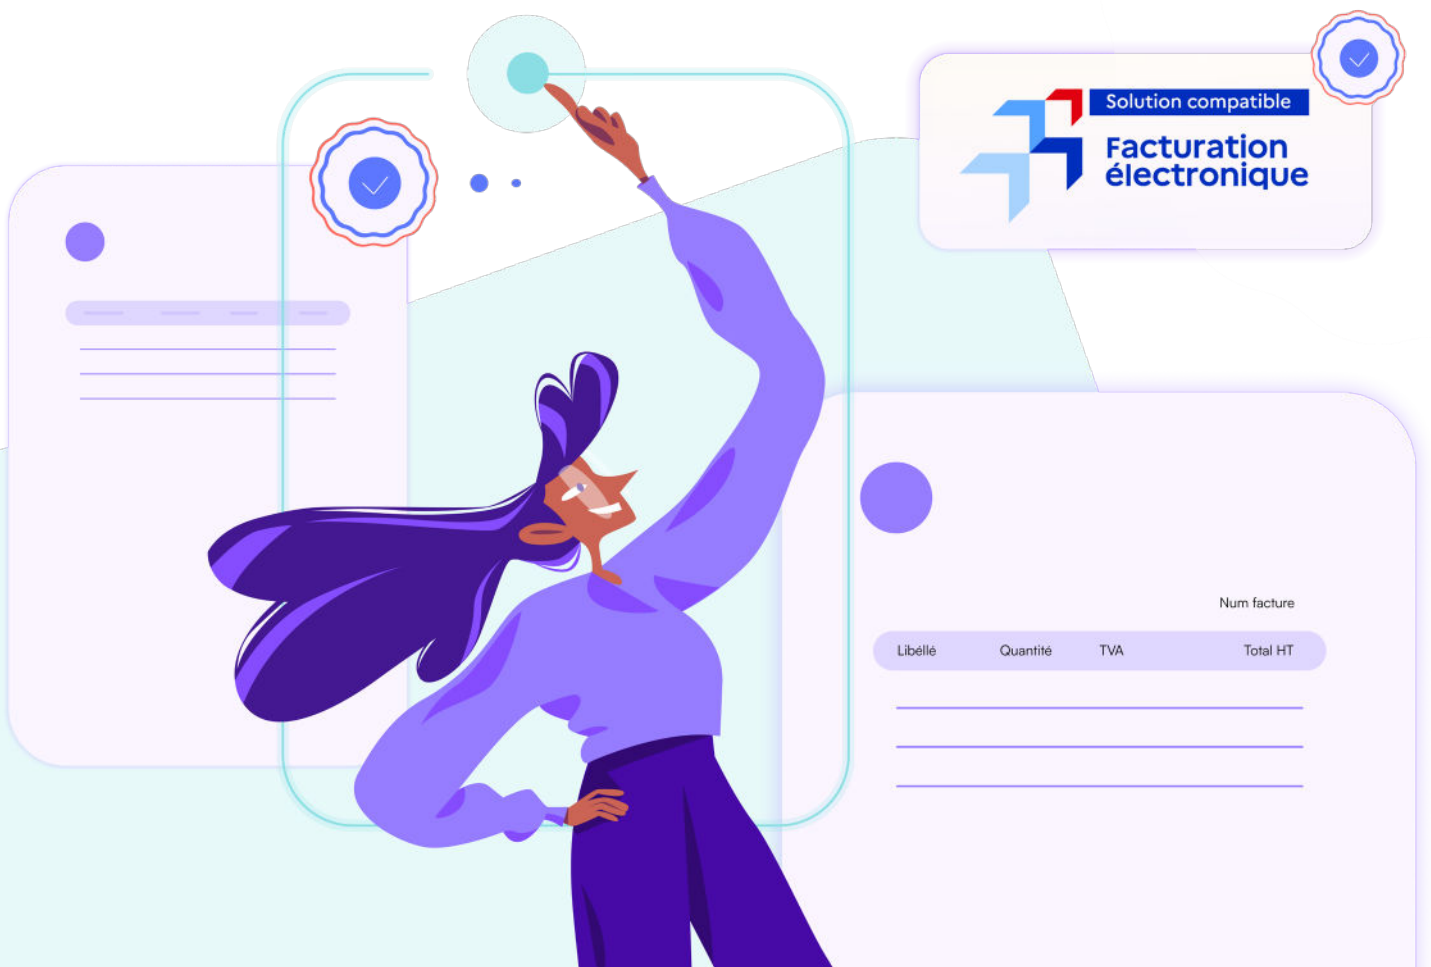 Solution compatible
Facturation
électronique
Num facture
Libéllé Quantité TVA Total HT